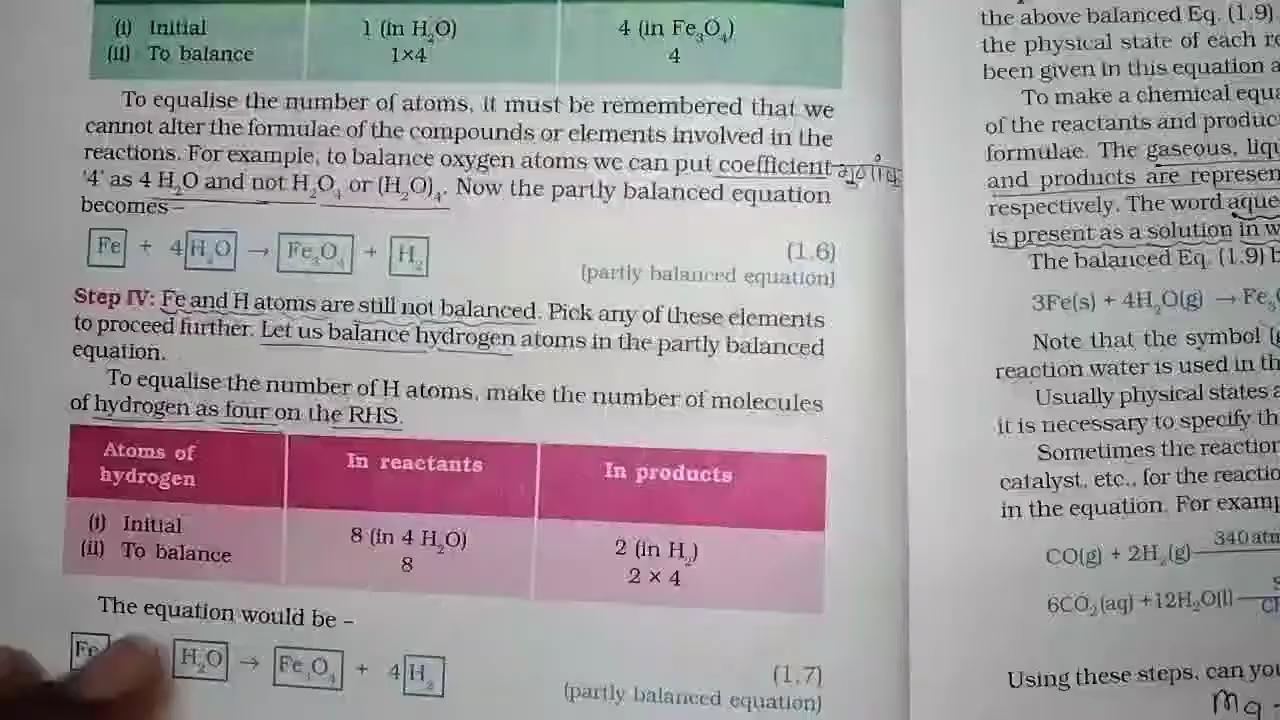 (i) Initial 1 (in H₂O) 4 (in Fe₃O₄)
(ii) To balance 1×4 4
To equalise the number of atoms, it must be remembered that we
cannot alter the formulae of the compounds or elements involved in the
reactions. For example, to balance oxygen atoms we can put coefficient
'4' as 4 H₂O and not H₂O₄ or (H₂O)₄. Now the partly balanced equation
becomes–
Fe + 4 H₂O → Fe₃O₄ + H₂ (1.6)
(partly balanced equation)
Step IV: Fe and H atoms are still not balanced. Pick any of these elements
to proceed further. Let us balance hydrogen atoms in the partly balanced
equation.
To equalise the number of H atoms, make the number of molecules
of hydrogen as four on the RHS.
Atoms of hydrogen In reactants In products
(i) Initial 8 (in 4 H₂O) 2 (in H₂)
(ii) To balance 8 2 × 4
The equation would be –
Fe H₂O → Fe₃O₄ + 4 H₂ (1.7)
(partly balanced equation)
the above balanced Eq. (1.9)
the physical state of each re
been given in this equation a
To make a chemical equa
of the reactants and produc
formulae. The gaseous, liqu
and products are represen
respectively. The word aque
is present as a solution in w
The balanced Eq. (1.9) b
3Fe(s) + 4H₂O(g) → Fe₃
Note that the symbol (g
reaction water is used in th
Usually physical states a
it is necessary to specify th
Sometimes the reaction
catalyst, etc., for the reactio
in the equation. For examp
CO(g) + 2H₂(g) 340 atm
6CO₂(aq) +12H₂O(l)
Using these steps, can you
Mg